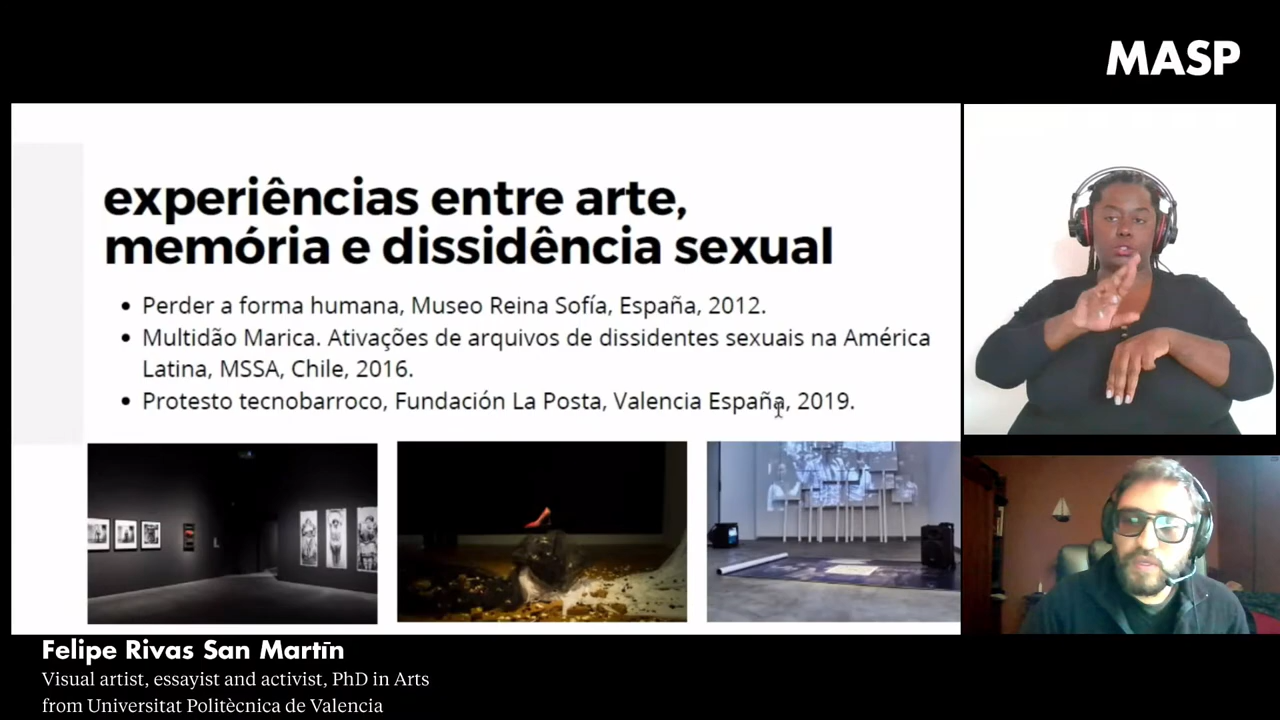 MASP
experiências entre arte,
memória e dissidência sexual
• Perder a forma humana, Museo Reina Sofía, España, 2012.
• Multidão Marica. Ativações de arquivos de dissidentes sexuais na América
Latina, MSSA, Chile, 2016.
• Protesto tecnobarroco, Fundación La Posta, Valencia España, 2019.
Felipe Rivas San Martīn
Visual artist, essayist and activist, PhD in Arts
from Universitat Politècnica de Valencia